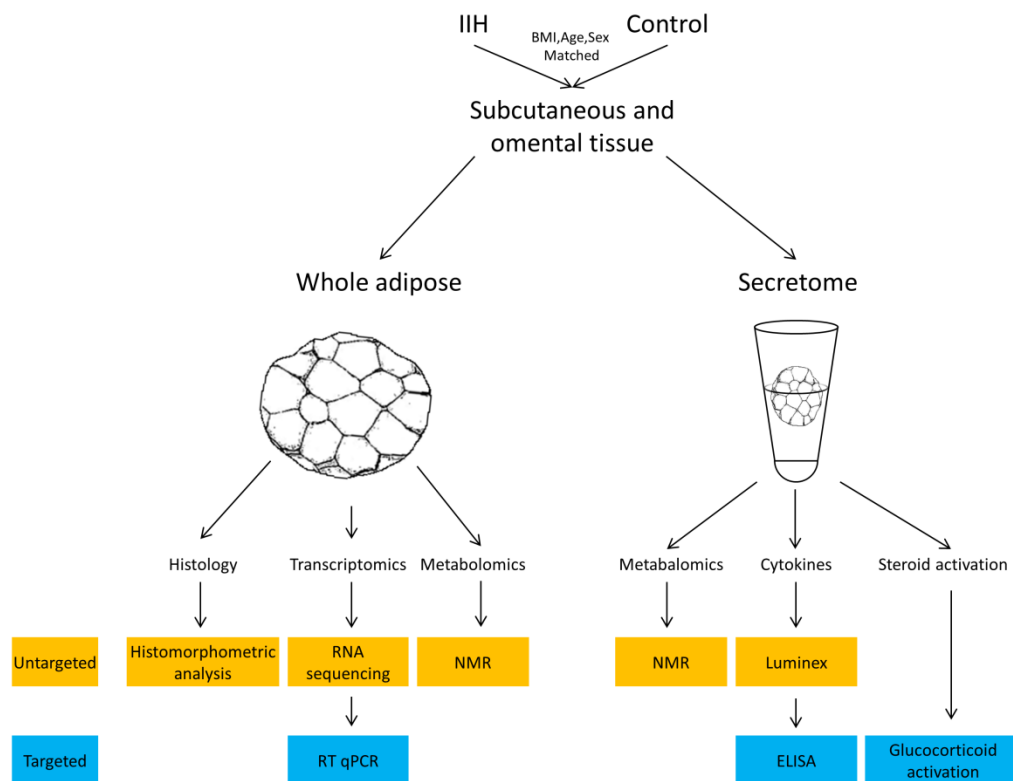 IIH
BMI,Age,Sex
Matched
Control
Subcutaneous and
omental tissue
Whole adipose
Secretome
Histology
Transcriptomics
Metabolomics
Metabalomics
Cytokines
Steroid activation
Untargeted
Histomorphometric
analysis
RNA
sequencing
NMR
NMR
Luminex
Targeted
RT qPCR
ELISA
Glucocorticoid
activation